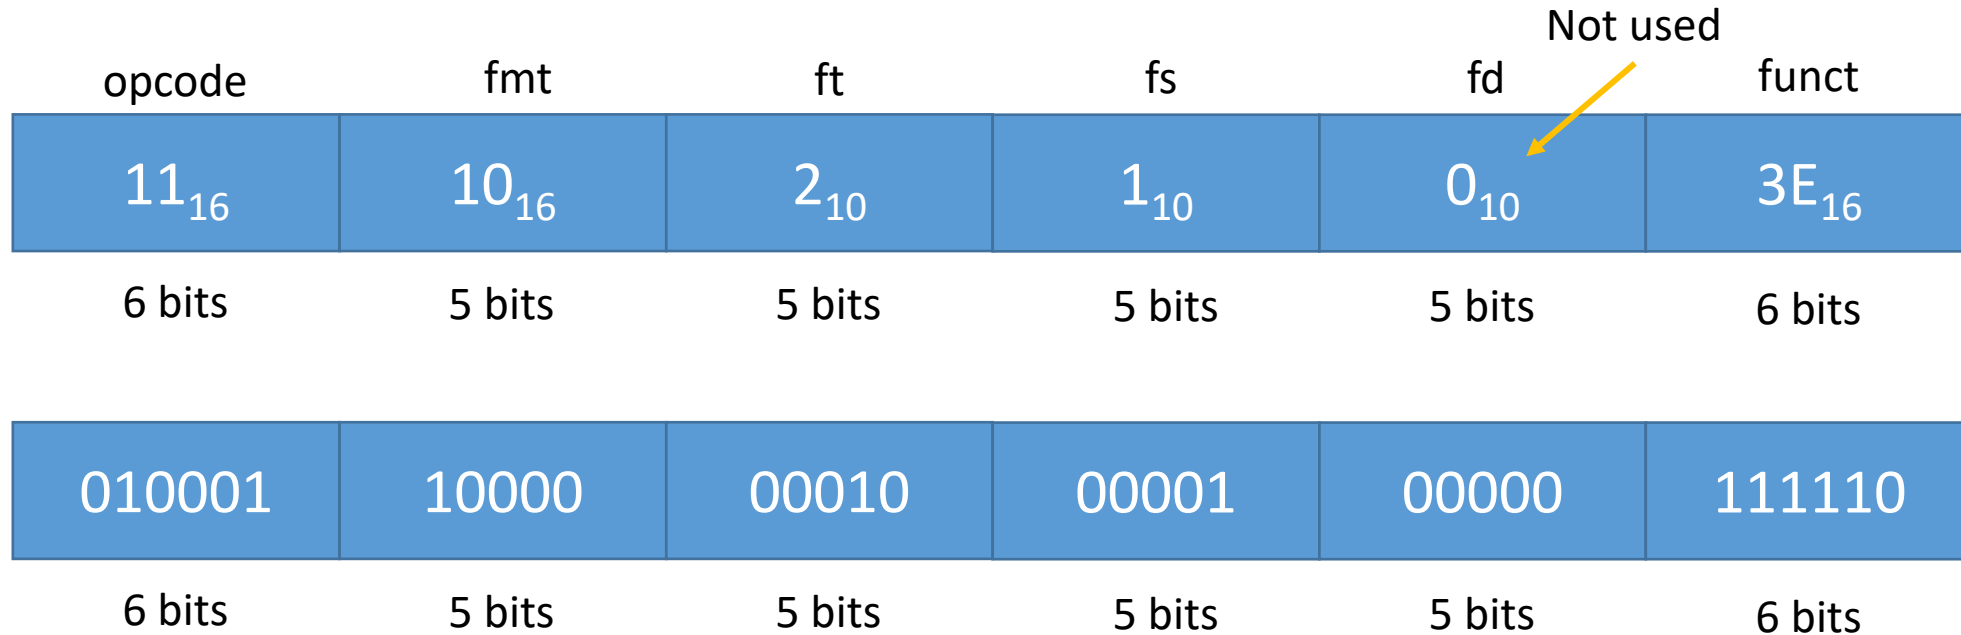 Not used
opcode fmt ft fs fd funct
11₁₆ 10₁₆ 2₁₀ 1₁₀ 0₁₀ 3E₁₆
6 bits 5 bits 5 bits 5 bits 5 bits 6 bits
010001 10000 00010 00001 00000 111110
6 bits 5 bits 5 bits 5 bits 5 bits 6 bits